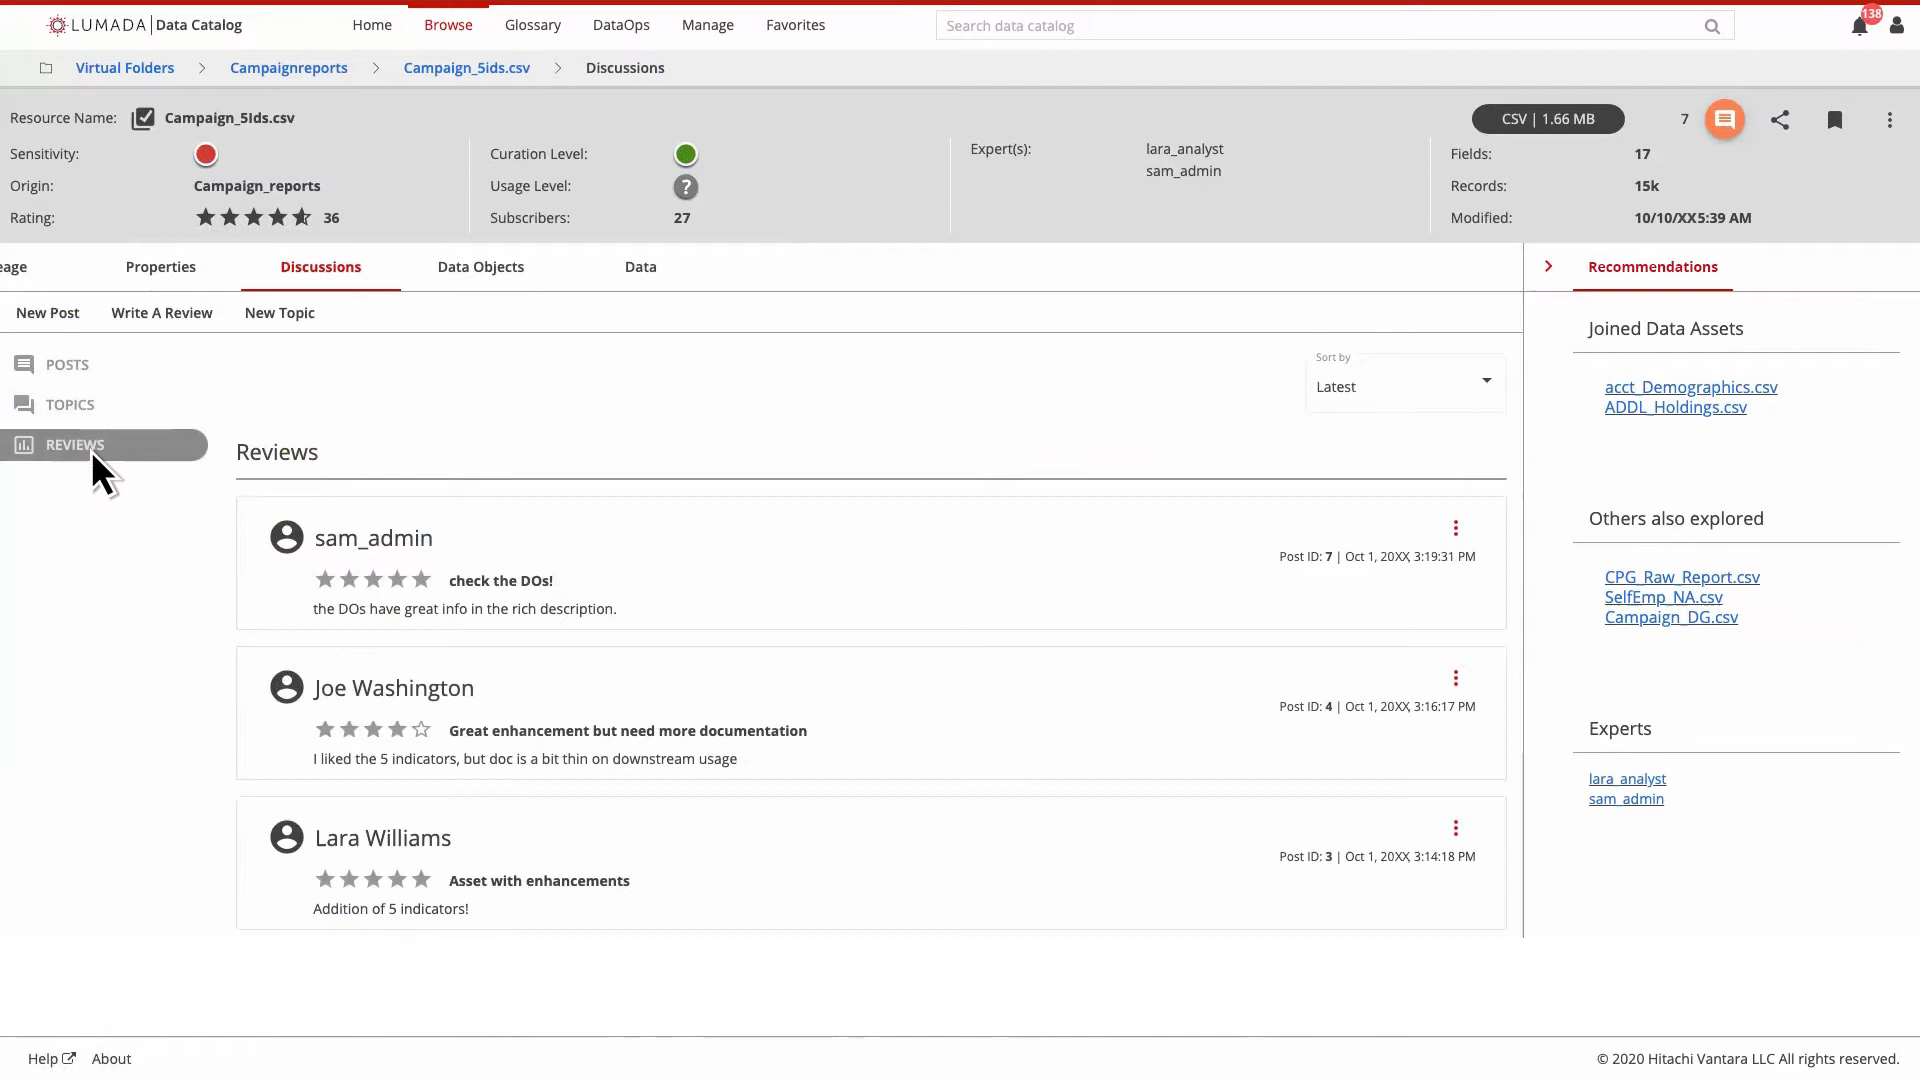 LUMADA Data Catalog Home Browse Glossary DataOps Manage Favorites Search data catalog 138
Virtual Folders Campaignreports Campaign_5ids.csv Discussions
Resource Name: Campaign_5Ids.csv CSV | 1.66 MB 7
Sensitivity: Curation Level: Expert(s): lara_analyst Fields: 17
sam_admin
Origin: Campaign_reports Usage Level: ? Records: 15k
Rating: 36 Subscribers: 27 Modified: 10/10/XX5:39 AM
eage Properties Discussions Data Objects Data Recommendations
New Post Write A Review New Topic
Joined Data Assets
POSTS
Sort by
Latest
acct_Demographics.csv
TOPICS
ADDL_Holdings.csv
REVIEWS
Reviews
Others also explored
sam_admin
Post ID: 7 | Oct 1, 20XX, 3:19:31 PM
check the DOs!
CPG_Raw_Report.csv
the DOs have great info in the rich description.
SelfEmp_NA.csv
Campaign_DG.csv
Joe Washington
Post ID: 4 | Oct 1, 20XX, 3:16:17 PM
Great enhancement but need more documentation
Experts
I liked the 5 indicators, but doc is a bit thin on downstream usage
lara_analyst
sam_admin
Lara Williams
Post ID: 3 | Oct 1, 20XX, 3:14:18 PM
Asset with enhancements
Addition of 5 indicators!
Help About © 2020 Hitachi Vantara LLC All rights reserved.